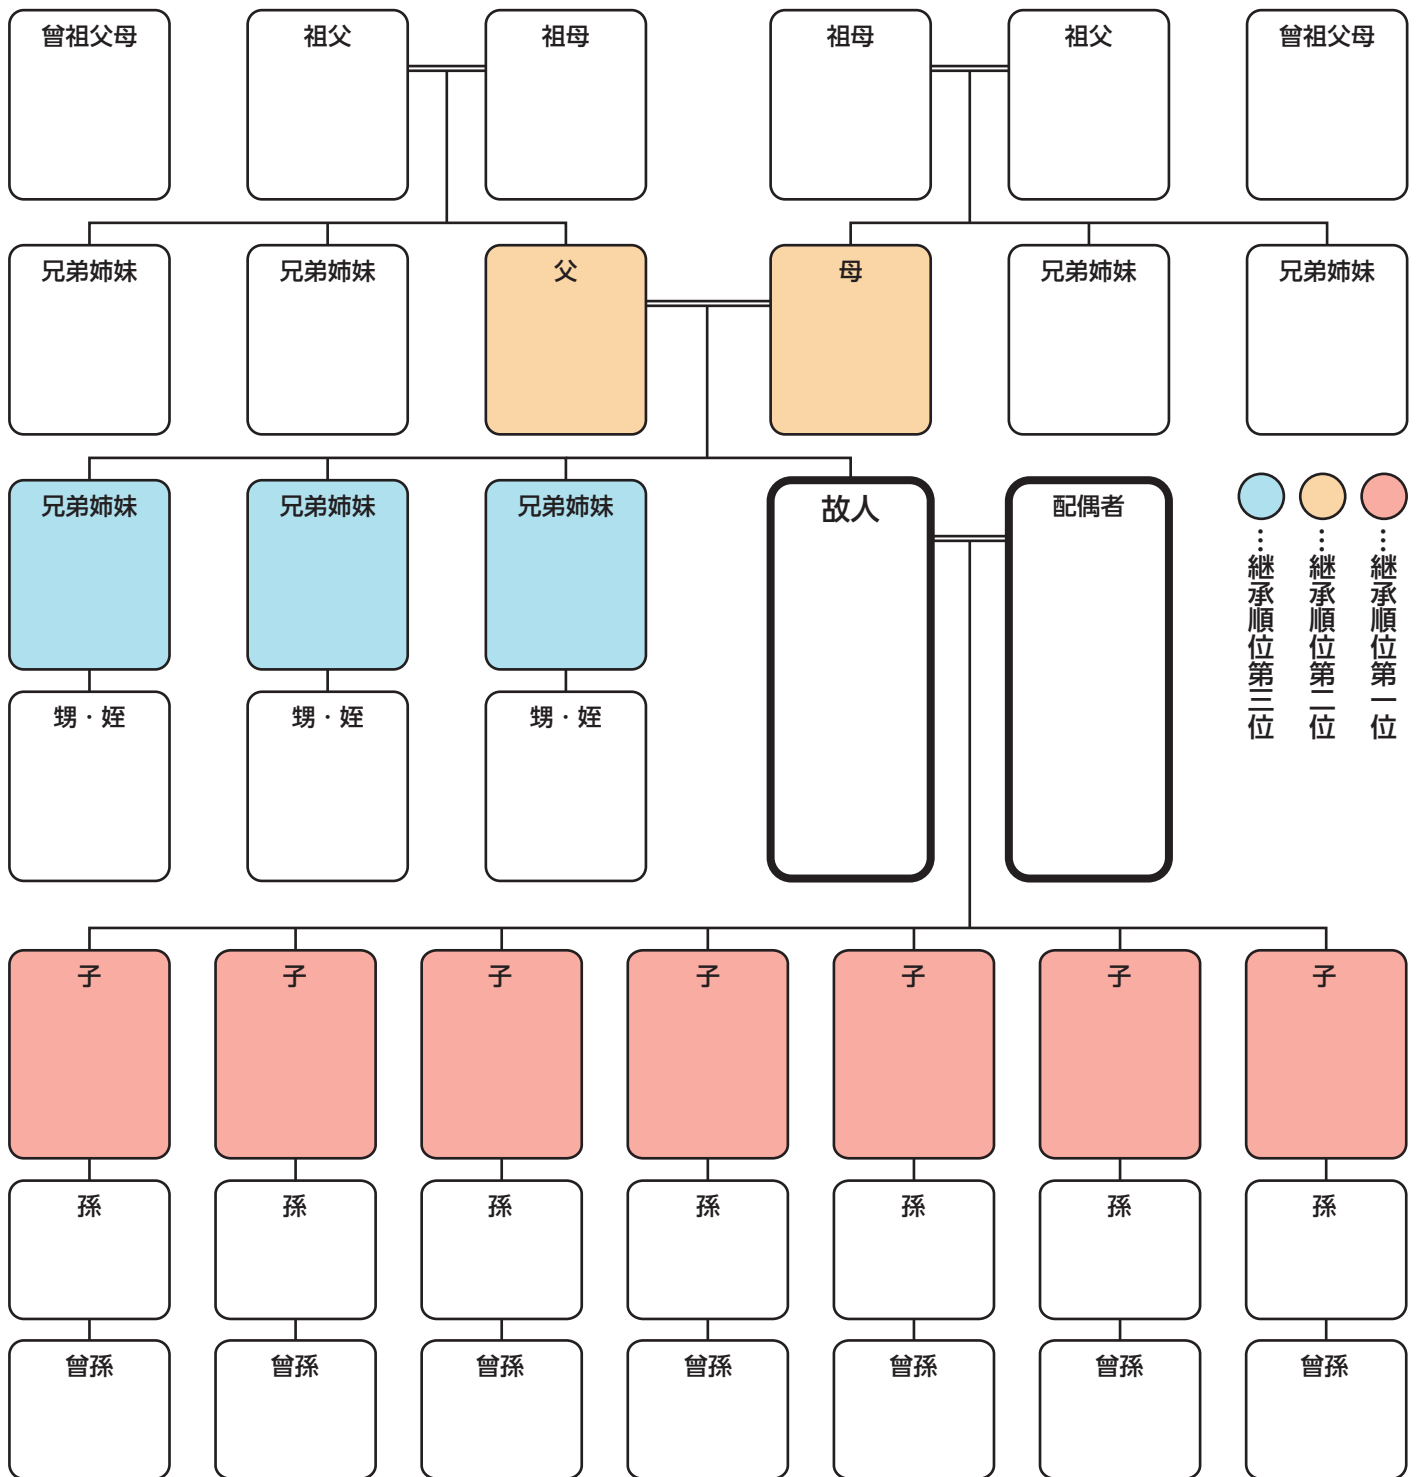 曾祖父母
祖父
祖母
祖母
祖父
曾祖父母
兄弟姉妹
兄弟姉妹
父
母
兄弟姉妹
兄弟姉妹
兄弟姉妹
兄弟姉妹
兄弟姉妹
故人
配偶者
…継承順位第一位
…継承順位第二位
…継承順位第三位
甥・姪
甥・姪
甥・姪
子
子
子
子
子
子
子
孫
孫
孫
孫
孫
孫
孫
曾孫
曾孫
曾孫
曾孫
曾孫
曾孫
曾孫